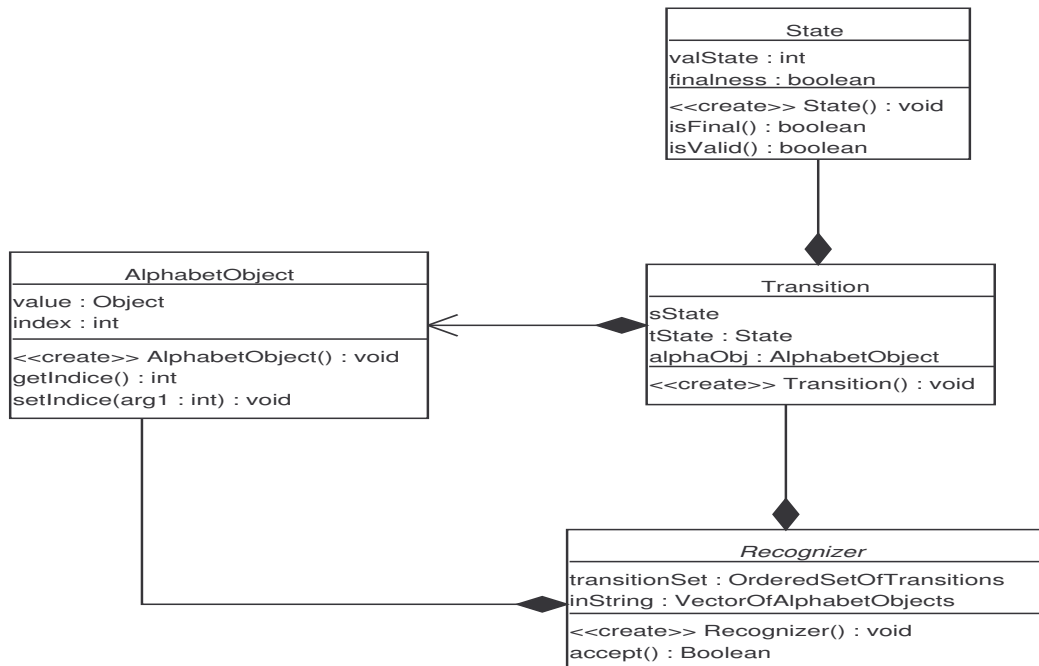 State
valState : int
finalness : boolean
<<create>> State() : void
isFinal() : boolean
isValid() : boolean
AlphabetObject
value : Object
index : int
<<create>> AlphabetObject() : void
getIndice() : int
setIndice(arg1 : int) : void
Transition
sState
tState : State
alphaObj : AlphabetObject
<<create>> Transition() : void
Recognizer
transitionSet : OrderedSetOfTransitions
inString : VectorOfAlphabetObjects
<<create>> Recognizer() : void
accept() : Boolean